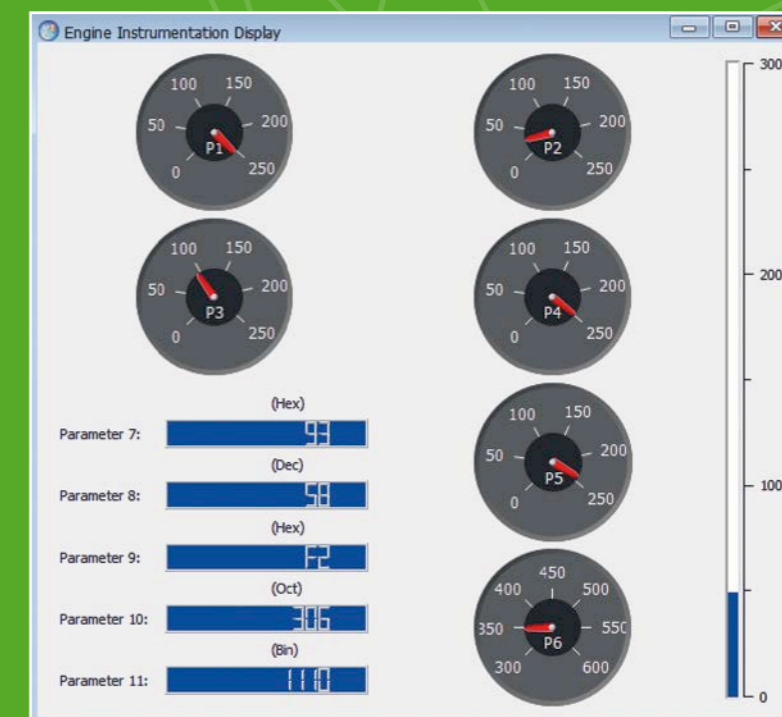 Engine Instrumentation Display
0 50 100 150 200 250 P1
0 50 100 150 200 250 P2
0 50 100 150 200 250 P3
0 50 100 150 200 250 P4
(Hex)
Parameter 7: 93
(Dec)
Parameter 8: 58
(Hex)
Parameter 9: F2
(Oct)
Parameter 10: 306
(Bin)
Parameter 11: 1110
0 50 100 150 200 250 P5
300 350 400 450 500 550 600 P6
300
200
100
0